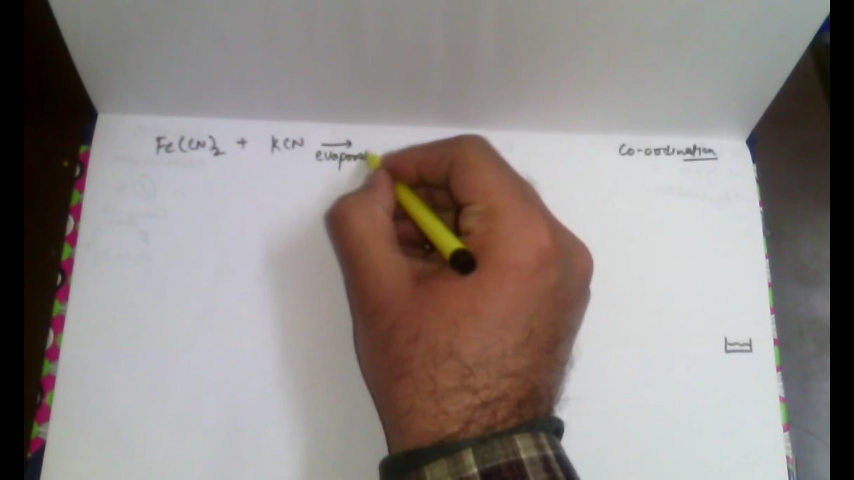 Fe(CN)2 + KCN → Co-ordination